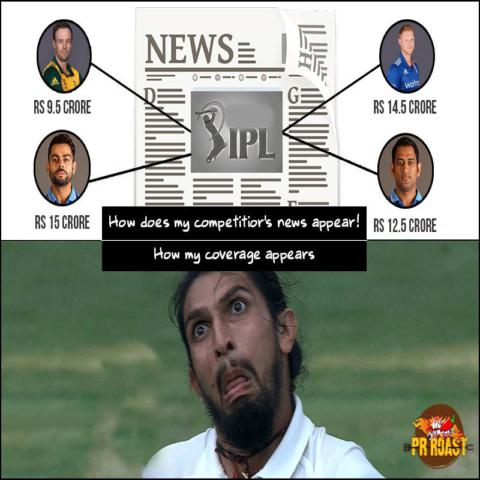 NEWS
H
D
G
IPL
RS 9.5 CRORE
RS 14.5 CRORE
RS 15 CRORE
RS 12.5 CRORE
How does my competitior's news appear!
How my coverage appears
PR ROAST